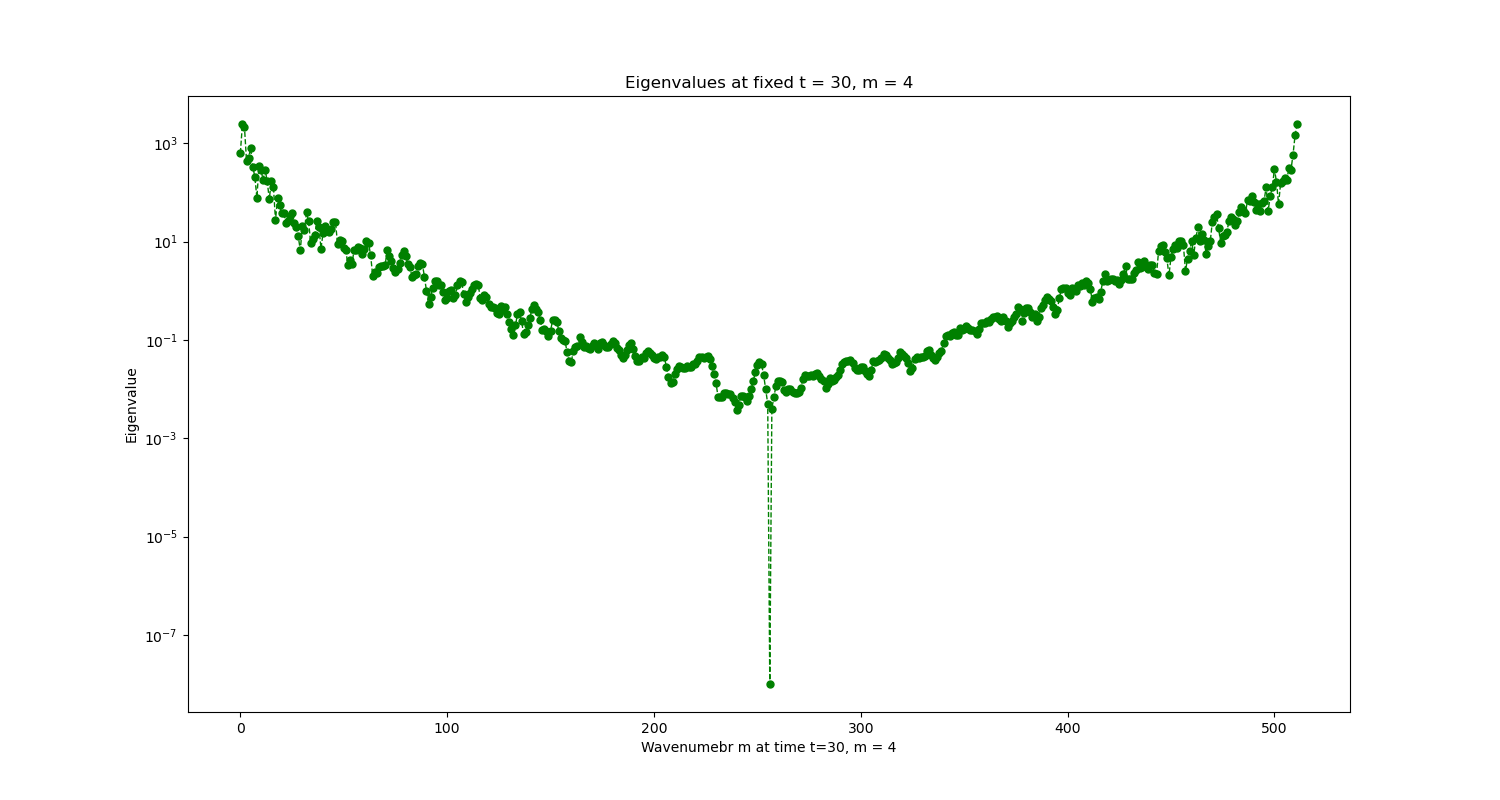 Eigenvalues at fixed t = 30, m = 4
10³
10¹
10⁻¹
10⁻³
10⁻⁵
10⁻⁷
Eigenvalue
0 100 200 300 400 500
Wavenumebr m at time t=30, m = 4